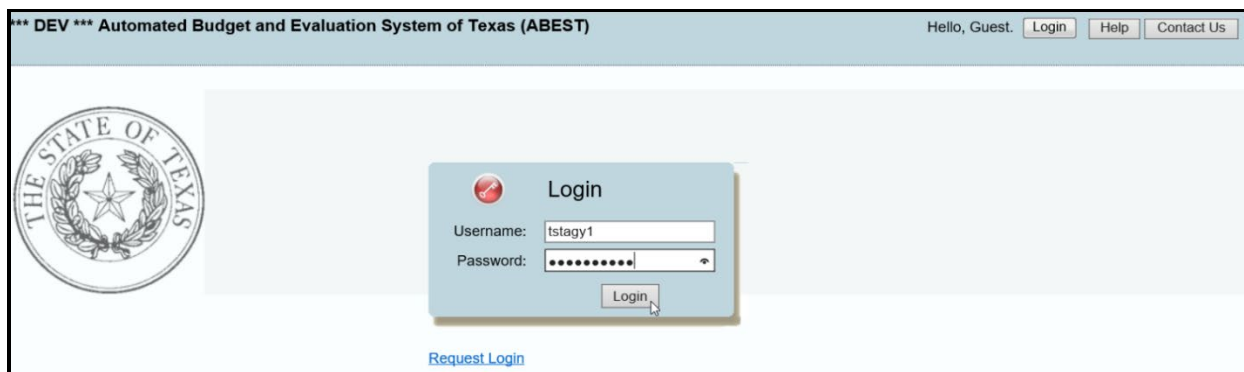 *** DEV *** Automated Budget and Evaluation System of Texas (ABEST)
Hello, Guest. Login Help Contact Us
THE STATE OF TEXAS
Login
Username: tstagy1
Password: ●●●●●●●●●●
Login
Request Login